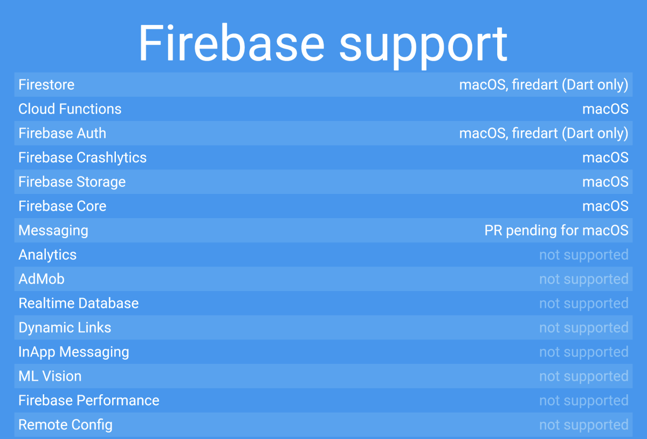 Firebase support
Firestore macOS, firedart (Dart only)
Cloud Functions macOS
Firebase Auth macOS, firedart (Dart only)
Firebase Crashlytics macOS
Firebase Storage macOS
Firebase Core macOS
Messaging PR pending for macOS
Analytics not supported
AdMob not supported
Realtime Database not supported
Dynamic Links not supported
InApp Messaging not supported
ML Vision not supported
Firebase Performance not supported
Remote Config not supported